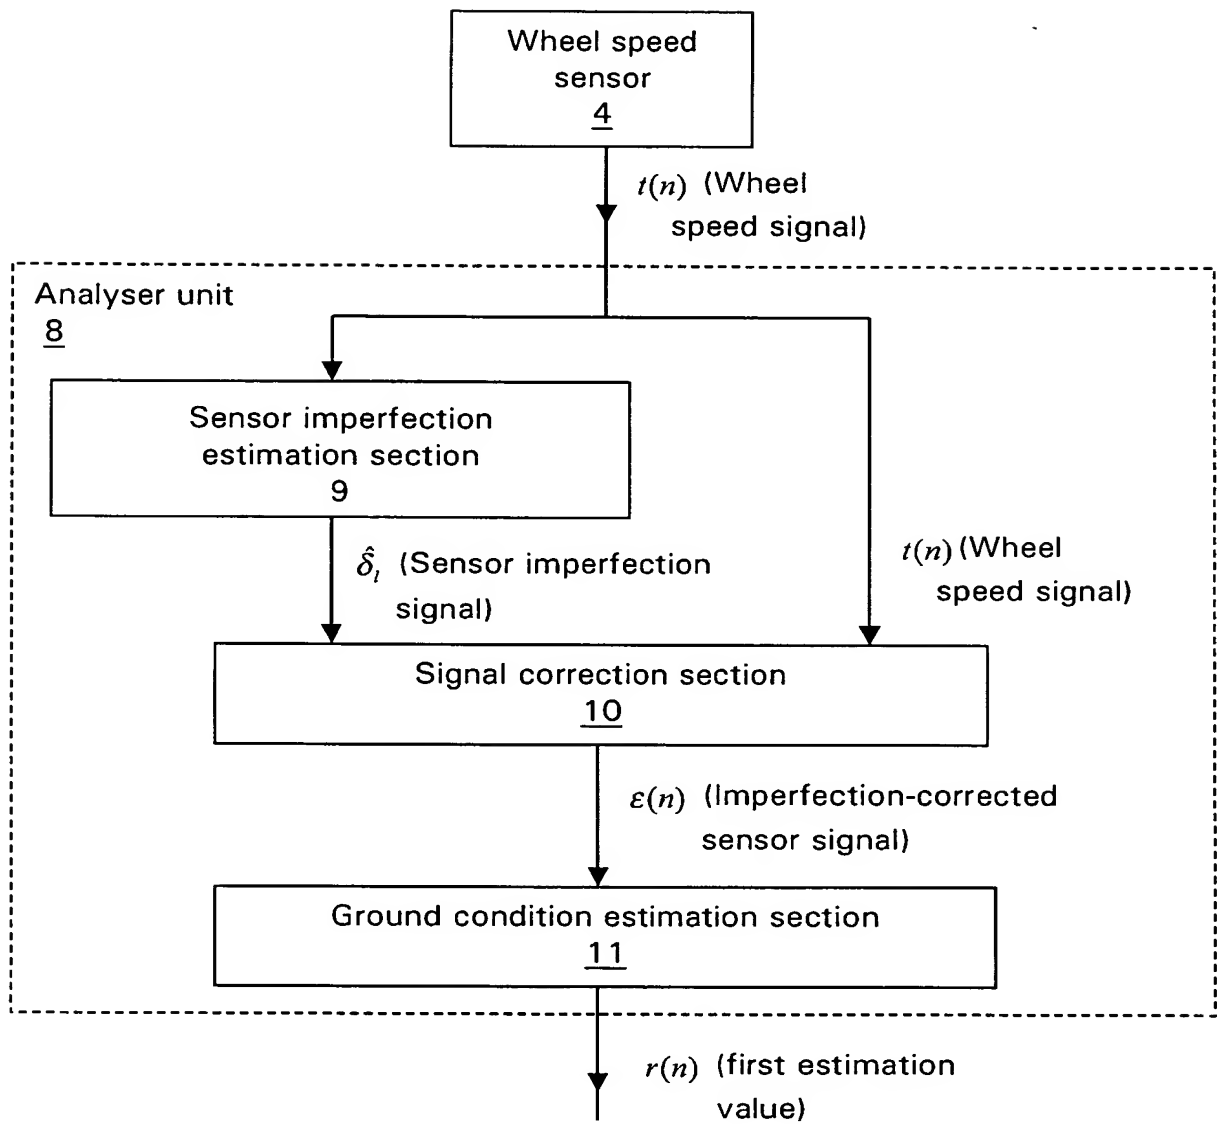 Wheel speed
sensor
4
t(n) (Wheel
speed signal)
Analyser unit
8
Sensor imperfection
estimation section
9
δ̂ₗ (Sensor imperfection
signal)
t(n) (Wheel
speed signal)
Signal correction section
10
ε(n) (Imperfection-corrected
sensor signal)
Ground condition estimation section
11
r(n) (first estimation
value)